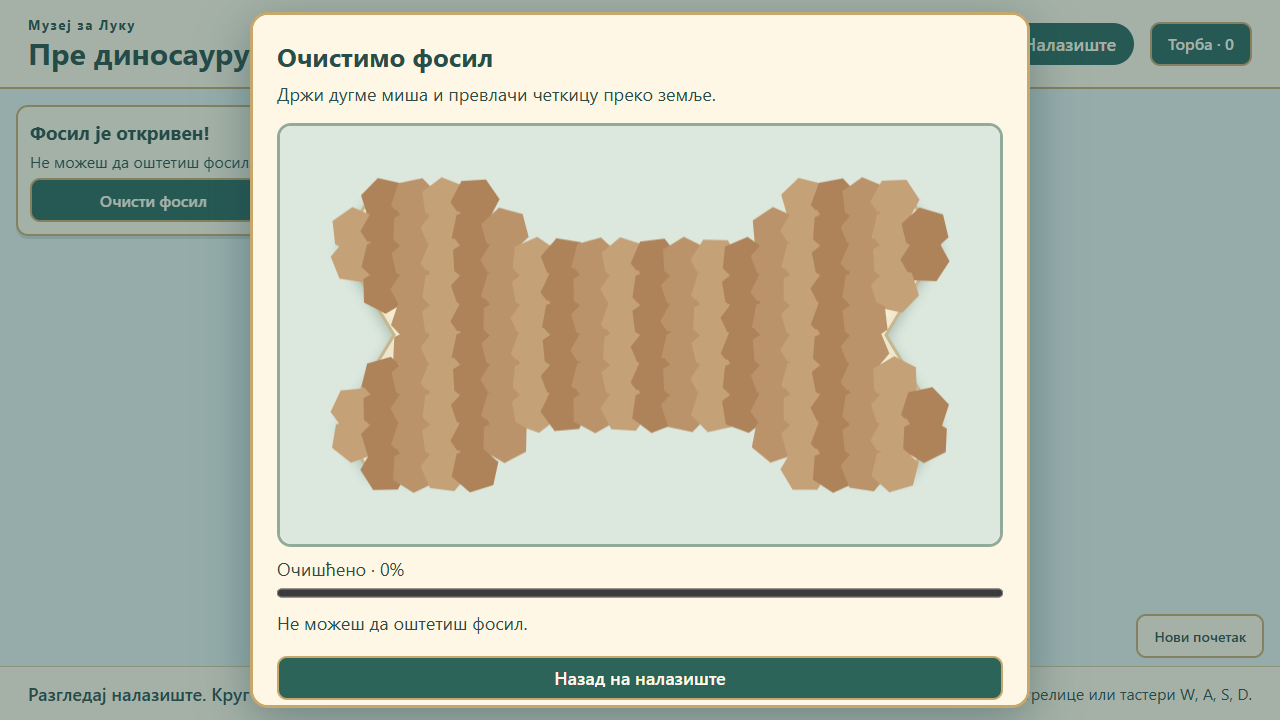 Музеј за Луку
Пре диносауру
Налазиште
Торба · 0
Фосил је откривен!
Не можеш да оштетиш фосил
Очисти фосил
Очистимо фосил
Држи дугме миша и превлачи четкицу преко земље.
Очишћено · 0%
Не можеш да оштетиш фосил.
Назад на налазиште
Нови почетак
Разгледај налазиште. Круг
релице или тастери W, A, S, D.